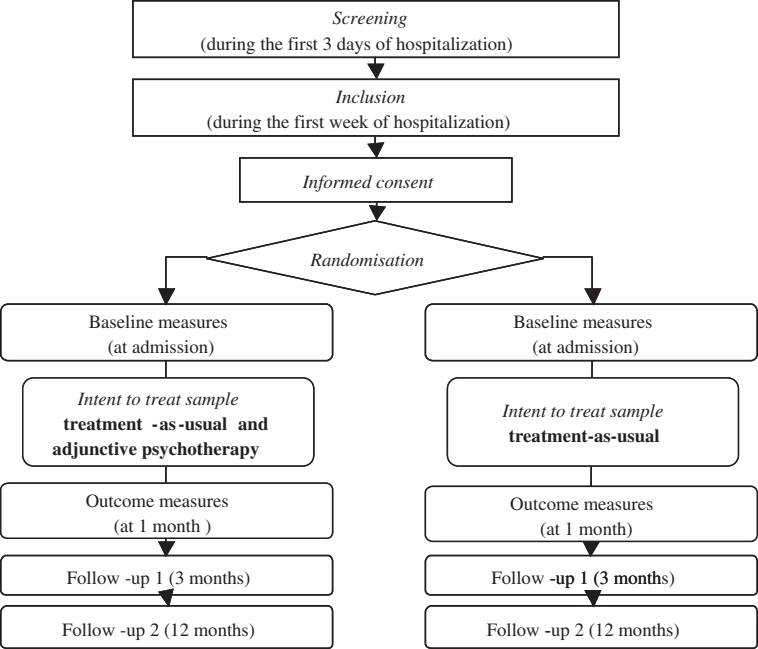 Screening
(during the first 3 days of hospitalization)
Inclusion
(during the first week of hospitalization)
Informed consent
Randomisation
Baseline measures
(at admission)
Intent to treat sample
treatment -as-usual and
adjunctive psychotherapy
Outcome measures
(at 1 month )
Follow -up 1 (3 months)
Follow -up 2 (12 months)
Baseline measures
(at admission)
Intent to treat sample
treatment-as-usual
Outcome measures
(at 1 month)
Follow -up 1 (3 months)
Follow -up 2 (12 months)